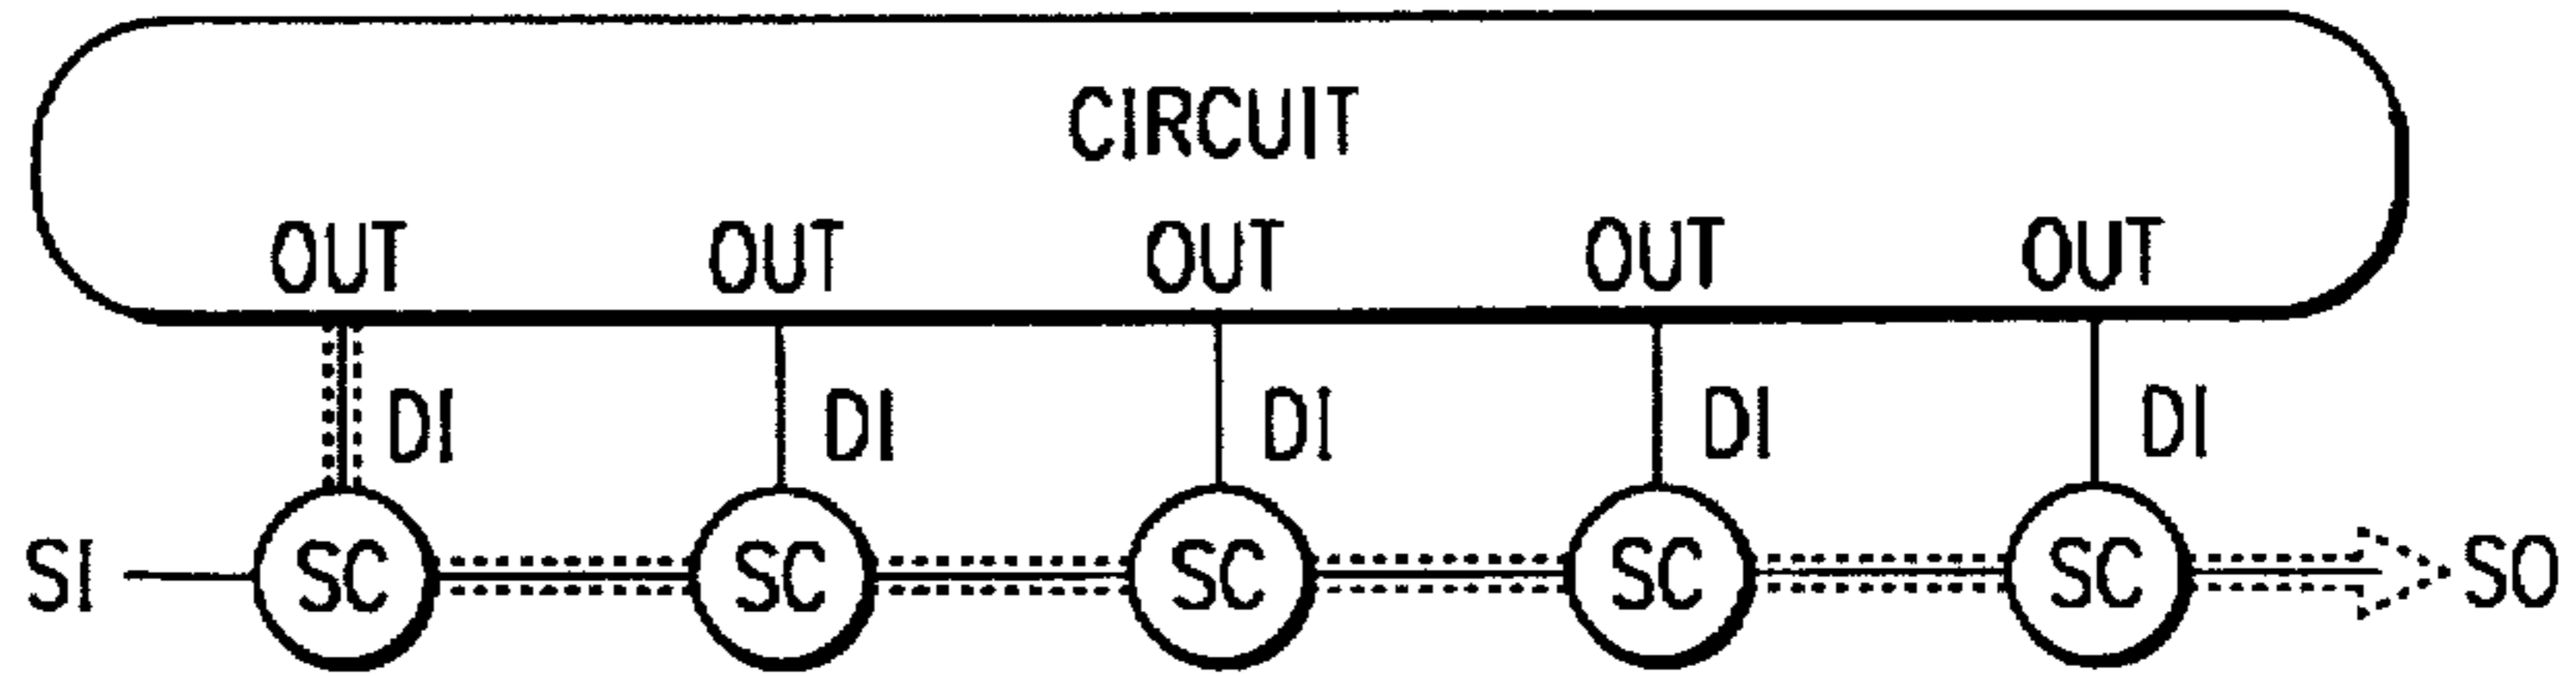 CIRCUIT
OUT OUT OUT OUT OUT
DI DI DI DI DI
SI SC SC SC SC SC SO